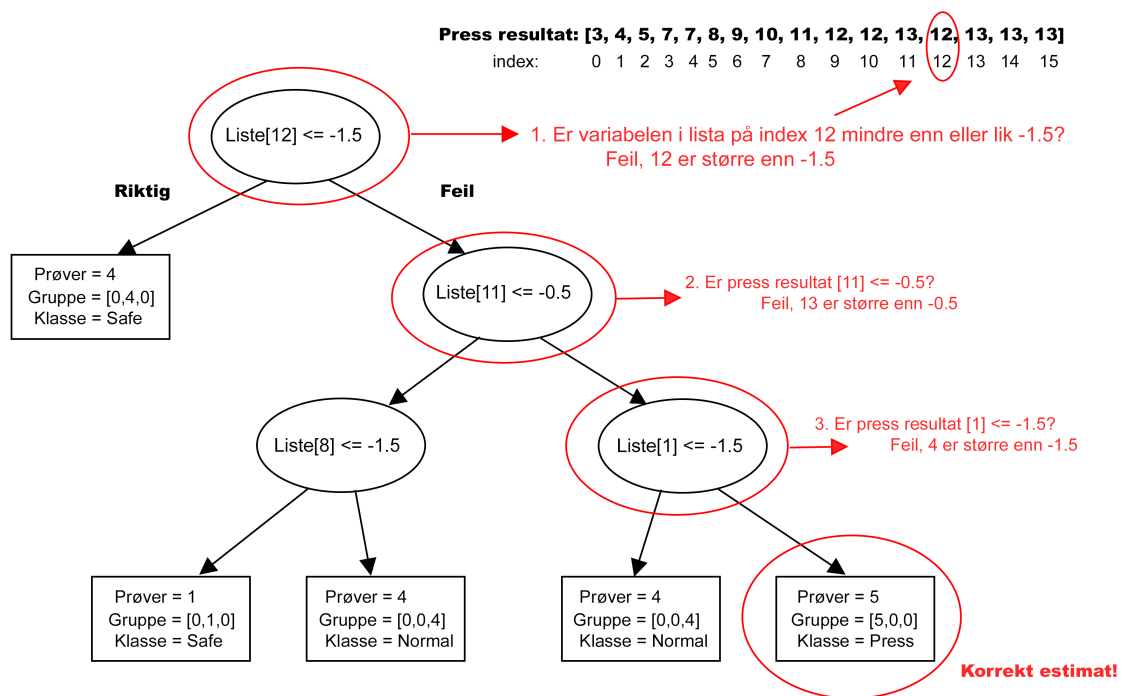 Press resultat: [3, 4, 5, 7, 7, 8, 9, 10, 11, 12, 12, 13, 12, 13, 13, 13]
index: 0 1 2 3 4 5 6 7 8 9 10 11 12 13 14 15
Liste[12] <= -1.5
1. Er variabelen i lista på index 12 mindre enn eller lik -1.5?
Feil, 12 er større enn -1.5
Riktig
Feil
Prøver = 4
Gruppe = [0,4,0]
Klasse = Safe
Liste[11] <= -0.5
2. Er press resultat [11] <= -0.5?
Feil, 13 er større enn -0.5
Liste[8] <= -1.5
Liste[1] <= -1.5
3. Er press resultat [1] <= -1.5?
Feil, 4 er større enn -1.5
Prøver = 1
Gruppe = [0,1,0]
Klasse = Safe
Prøver = 4
Gruppe = [0,0,4]
Klasse = Normal
Prøver = 4
Gruppe = [0,0,4]
Klasse = Normal
Prøver = 5
Gruppe = [5,0,0]
Klasse = Press
Korrekt estimat!